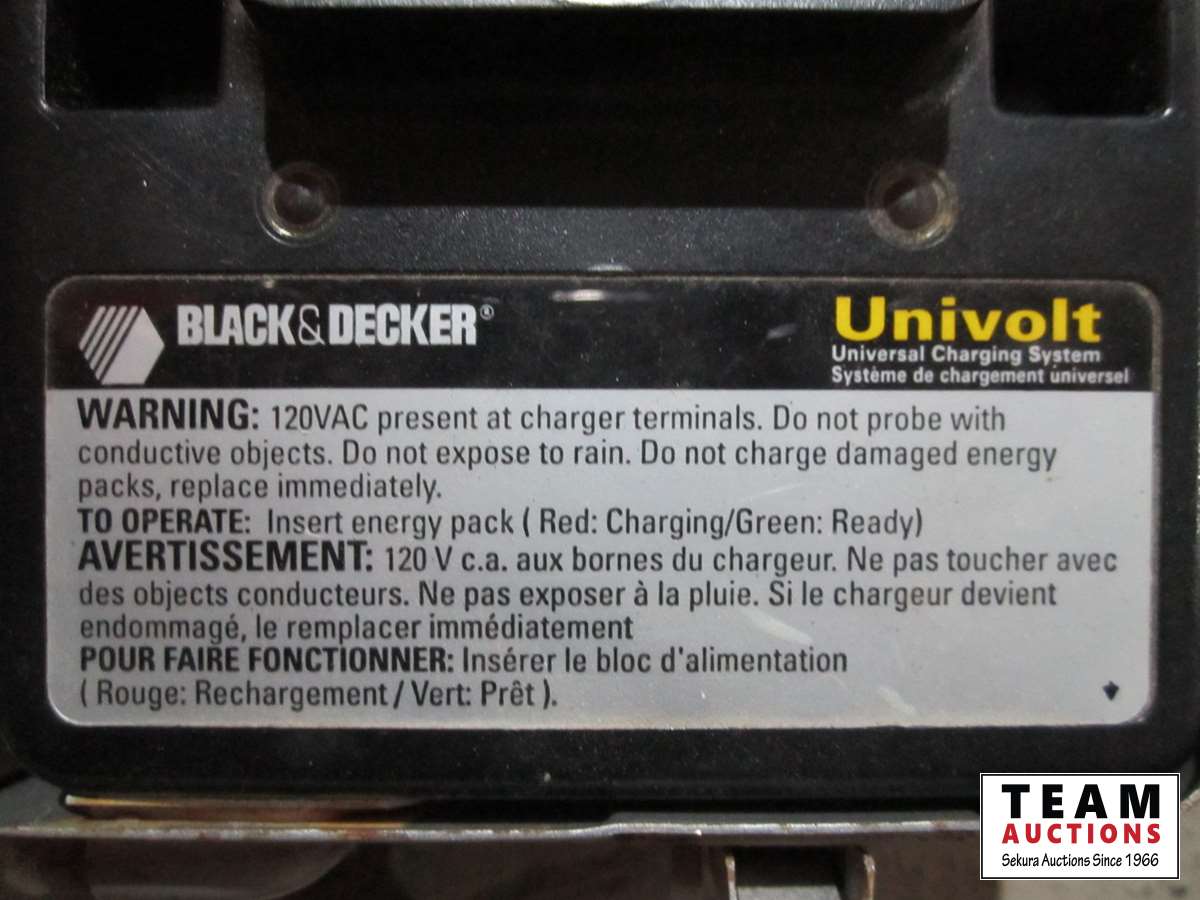 BLACK&DECKER®
Univolt
Universal Charging System
Système de chargement universel
WARNING: 120VAC present at charger terminals. Do not probe with
conductive objects. Do not expose to rain. Do not charge damaged energy
packs, replace immediately.
TO OPERATE: Insert energy pack ( Red: Charging/Green: Ready)
AVERTISSEMENT: 120 V c.a. aux bornes du chargeur. Ne pas toucher avec
des objects conducteurs. Ne pas exposer à la pluie. Si le chargeur devient
endommagé, le remplacer immédiatement
POUR FAIRE FONCTIONNER: Insérer le bloc d'alimentation
( Rouge: Rechargement / Vert: Prêt ).
TEAM
AUCTIONS
Sekura Auctions Since 1966